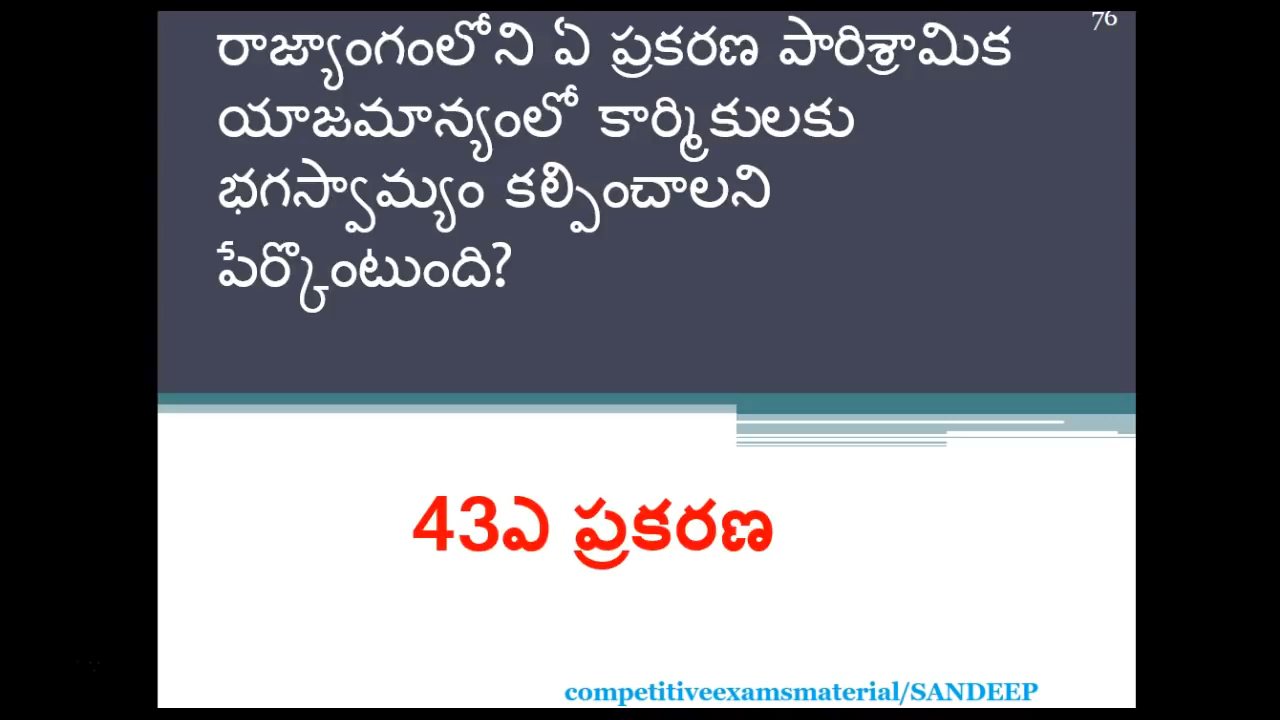 76
రాజ్యాంగంలోని ఏ ప్రకరణ పారిశ్రామిక
యాజమాన్యంలో కార్మికులకు
భగస్వామ్యం కల్పించాలని
పేర్కొంటుంది?
43ఎ ప్రకరణ
competitiveexamsmaterial/SANDEEP